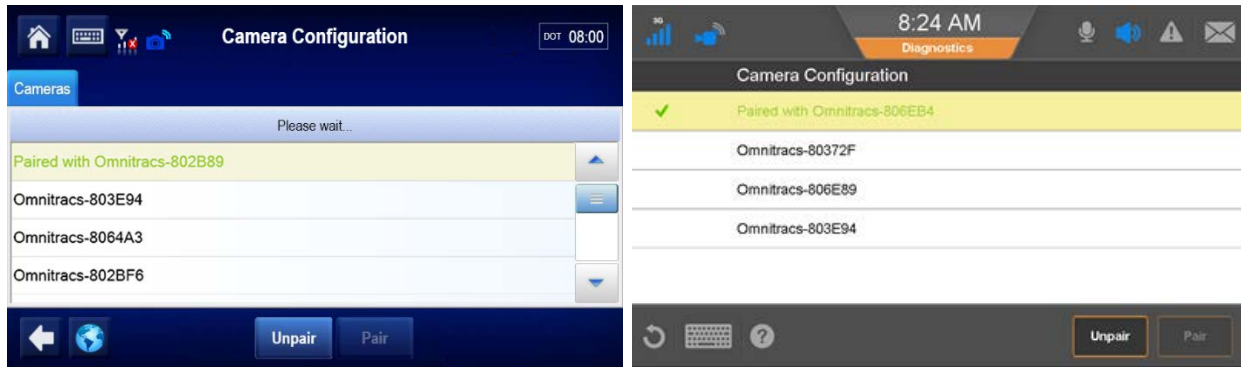 Camera Configuration
DOT 08:00
Cameras
Please wait...
Paired with Omnitracs-802B89
Omnitracs-803E94
Omnitracs-8064A3
Omnitracs-802BF6
Unpair
Pair
3G
8:24 AM
Diagnostics
Camera Configuration
Paired with Omnitracs-806EB4
Omnitracs-80372F
Omnitracs-806E89
Omnitracs-803E94
Unpair
Pair